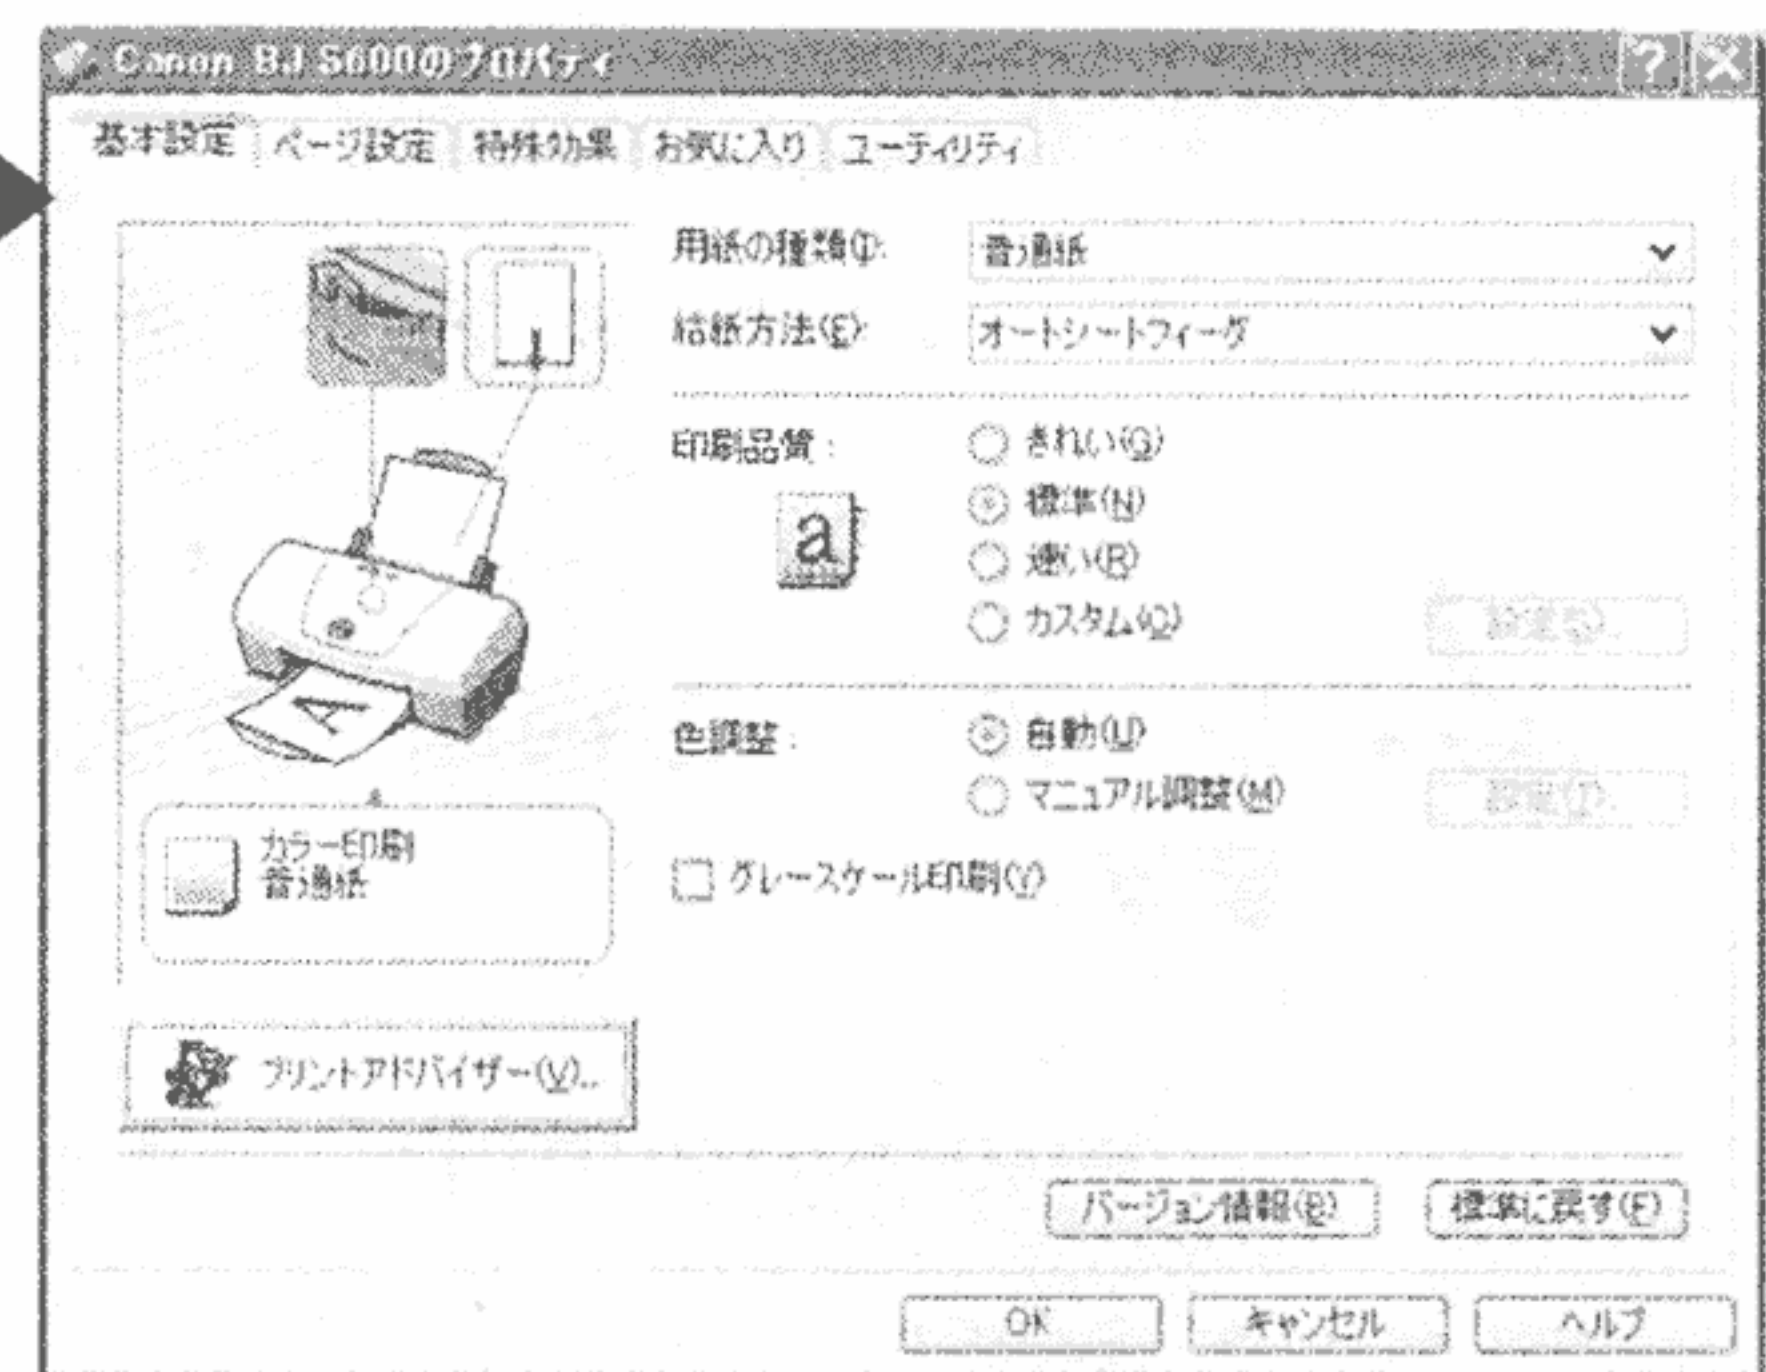 Canon BJ S600のプロパティ
基本設定 ページ設定 特殊効果 お気に入り ユーティリティ
用紙の種類(I): 普通紙
給紙方法(E): オートシートフィーダ
印刷品質: きれい(G)
a 標準(N)
速い(R)
カスタム(C) 設定(S)...
色調整: 自動(U)
マニュアル調整(M) 設定(T)...
グレースケール印刷(Y)
A
カラー印刷
普通紙
プリントアドバイザー(V)...
バージョン情報(B) 標準に戻す(F)
OK キャンセル ヘルプ